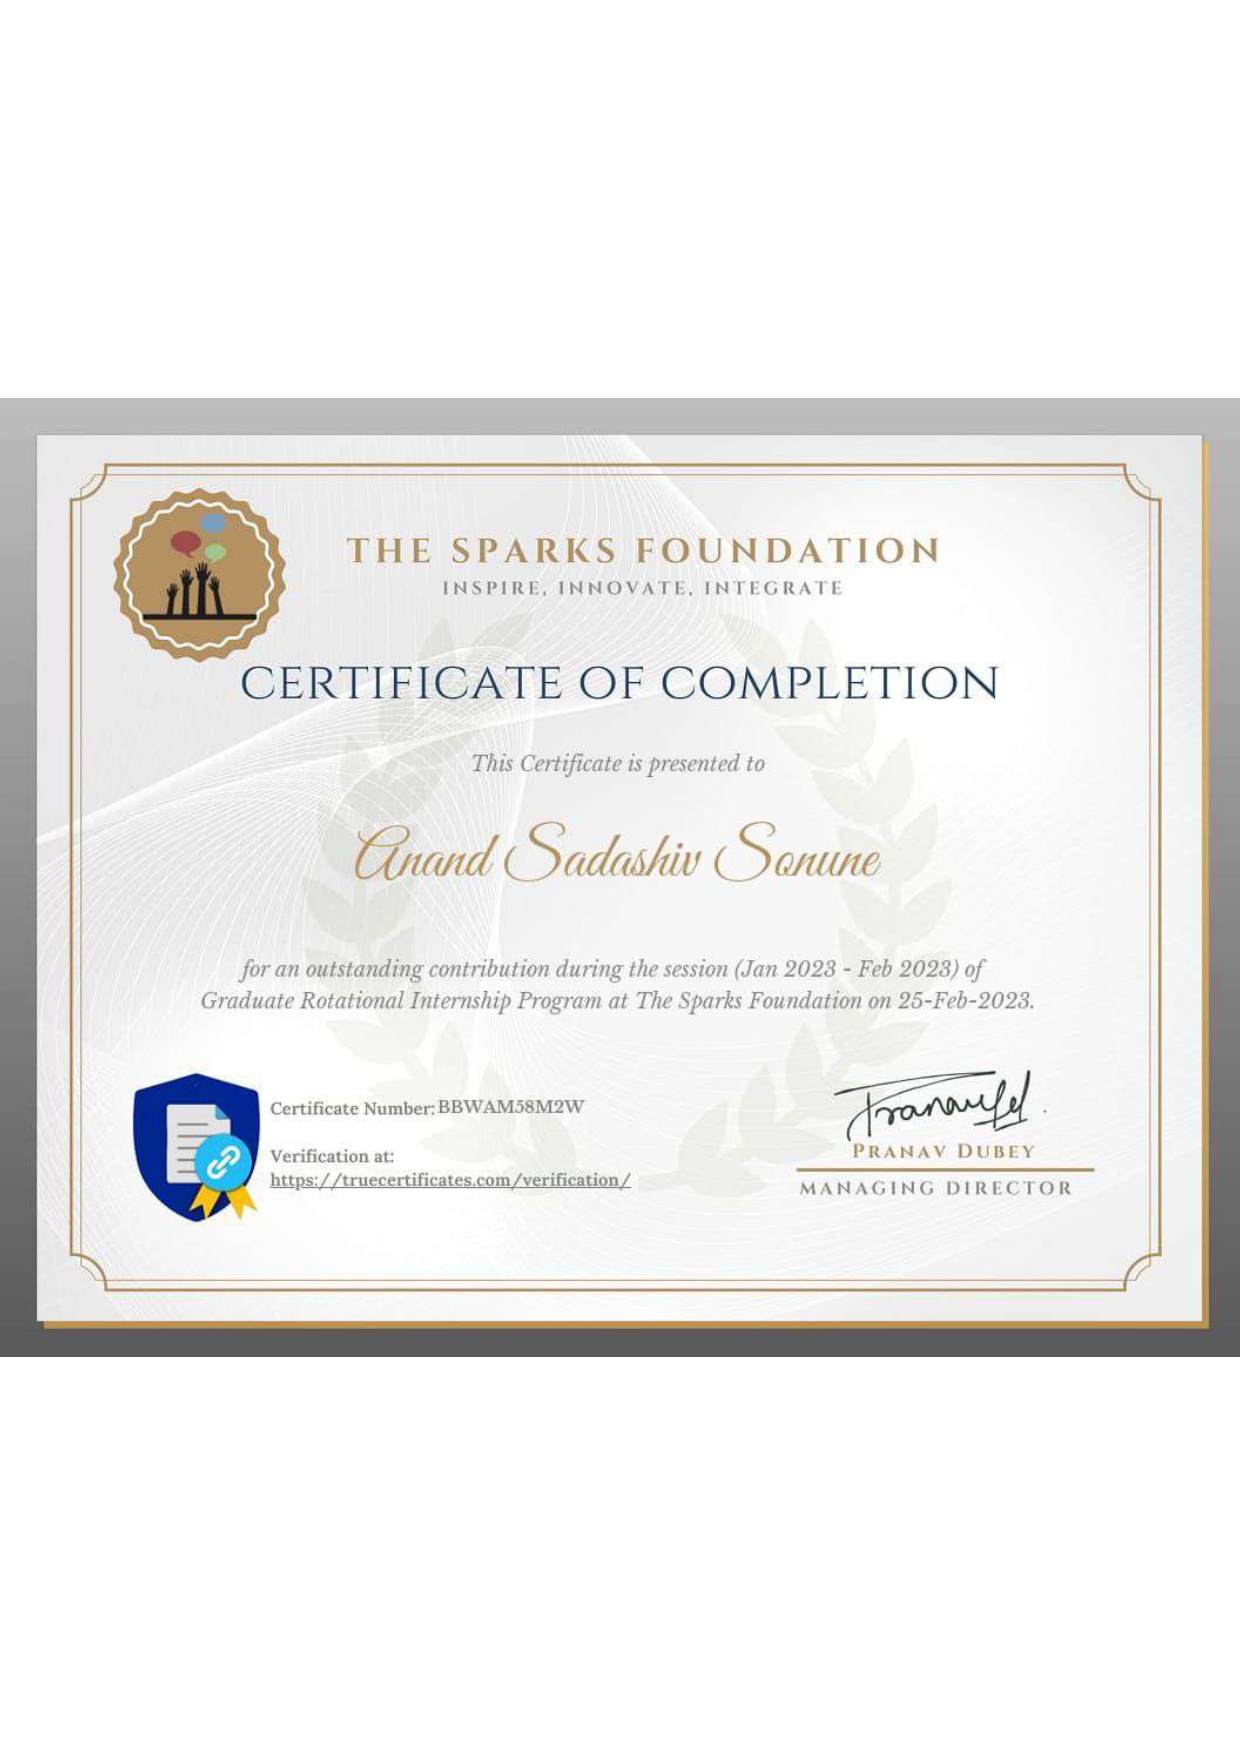 THE SPARKS FOUNDATION
INSPIRE, INNOVATE, INTEGRATE
CERTIFICATE OF COMPLETION
This Certificate is presented to
Anand Sadashiv Sonune
for an outstanding contribution during the session (Jan 2023 - Feb 2023) of
Graduate Rotational Internship Program at The Sparks Foundation on 25-Feb-2023.
Certificate Number: BBWAM58M2W
Verification at:
https://truecertificates.com/verification/
PRANAV DUBEY
MANAGING DIRECTOR